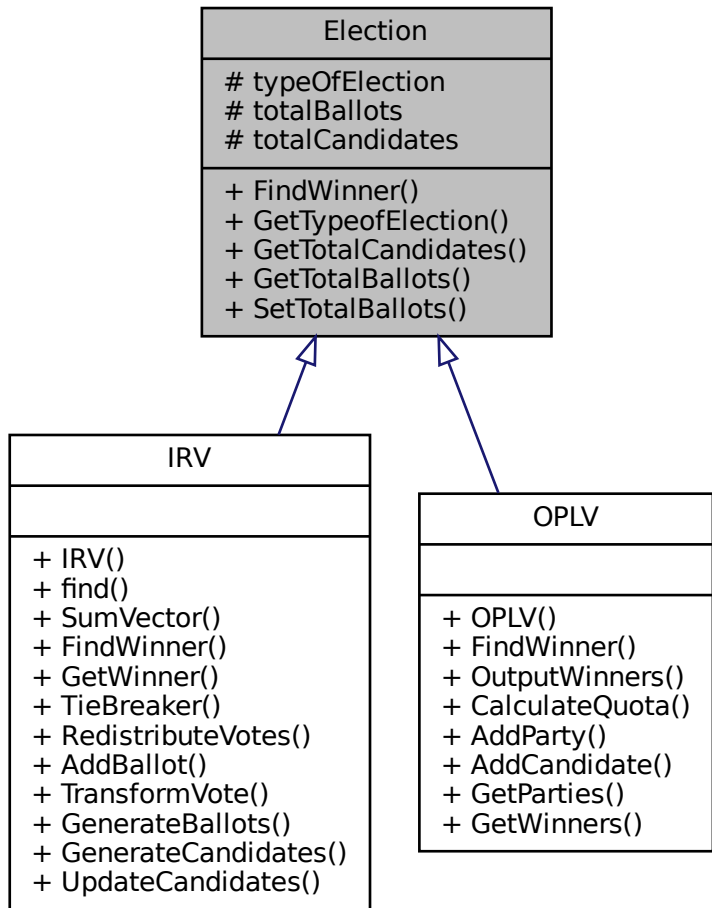 Election
# typeOfElection
# totalBallots
# totalCandidates
+ FindWinner()
+ GetTypeofElection()
+ GetTotalCandidates()
+ GetTotalBallots()
+ SetTotalBallots()
IRV
+ IRV()
+ find()
+ SumVector()
+ FindWinner()
+ GetWinner()
+ TieBreaker()
+ RedistributeVotes()
+ AddBallot()
+ TransformVote()
+ GenerateBallots()
+ GenerateCandidates()
+ UpdateCandidates()
OPLV
+ OPLV()
+ FindWinner()
+ OutputWinners()
+ CalculateQuota()
+ AddParty()
+ AddCandidate()
+ GetParties()
+ GetWinners()